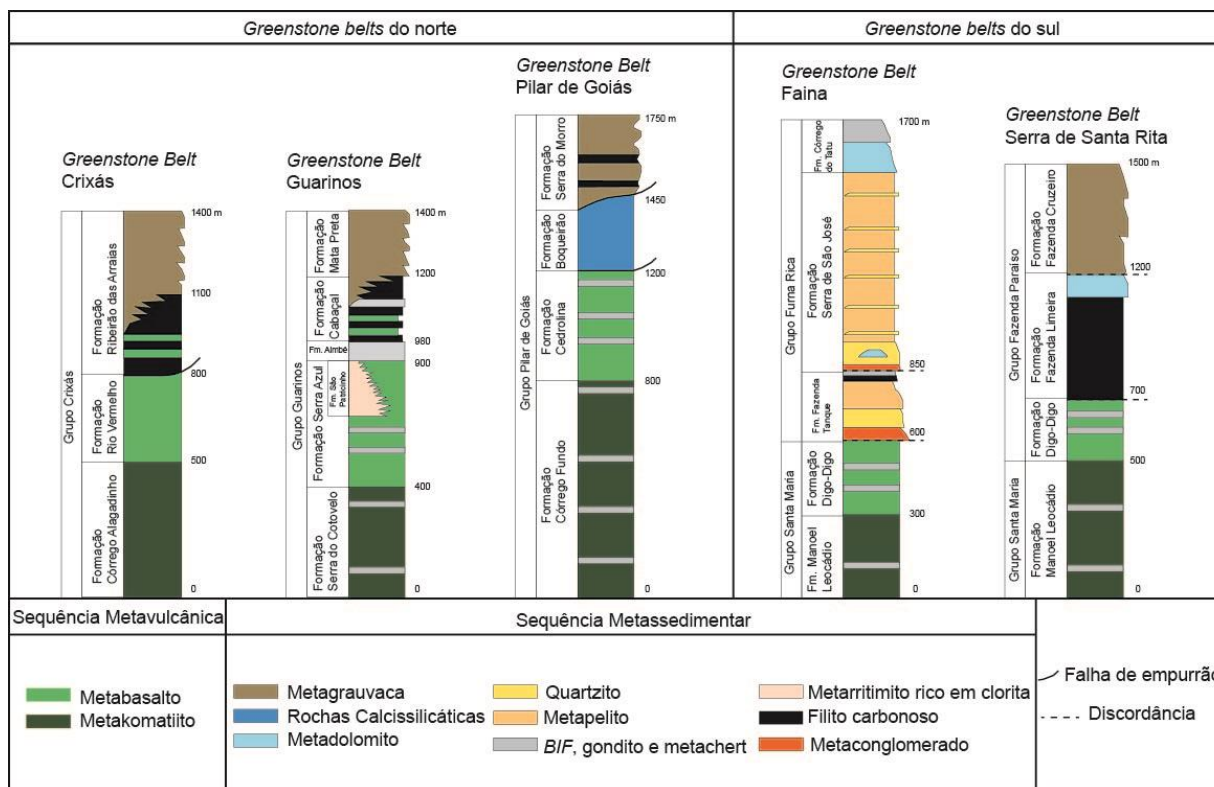 Greenstone belts do norte
Greenstone belts do sul
Greenstone Belt
Crixás
1400 m
1100
800
500
0
Grupo Crixás
Formação
Ribeirão das Arraias
Formação
Rio Vermelho
Formação
Córrego Alagadinho
Greenstone Belt
Guarinos
1400 m
1200
980
900
400
0
Grupo Guarinos
Formação
Mata Preta
Formação
Cabaçal
Fm. Aimbé
Formação Serra Azul
Fm. São
Patricinho
Formação
Serra do Cotovelo
Greenstone Belt
Pilar de Goiás
1750 m
1450
1200
800
0
Grupo Pilar de Goiás
Formação
Serra do Morro
Formação
Boqueirão
Formação
Cedrolina
Formação
Córrego Fundo
Greenstone Belt
Faina
1700 m
850
600
300
0
Grupo Furna Rica
Fm. Córrego
do Tatu
Formação
Serra de São José
Fm. Fazenda
Tanque
Grupo Santa Maria
Formação
Digo-Digo
Fm. Manoel
Leocádio
Greenstone Belt
Serra de Santa Rita
1500 m
1200
700
500
0
Grupo Fazenda Paraíso
Formação
Fazenda Cruzeiro
Formação
Fazenda Limeira
Grupo Santa Maria
Formação
Digo-Digo
Formação
Manoel Leocádio
Sequência Metavulcânica
Sequência Metassedimentar
Metabasalto
Metakomatiito
Metagrauvaca
Rochas Calcissilicáticas
Metadolomito
Quartzito
Metapelito
BIF, gondito e metachert
Metarritimito rico em clorita
Filito carbonoso
Metaconglomerado
Falha de empurrão
Discordância